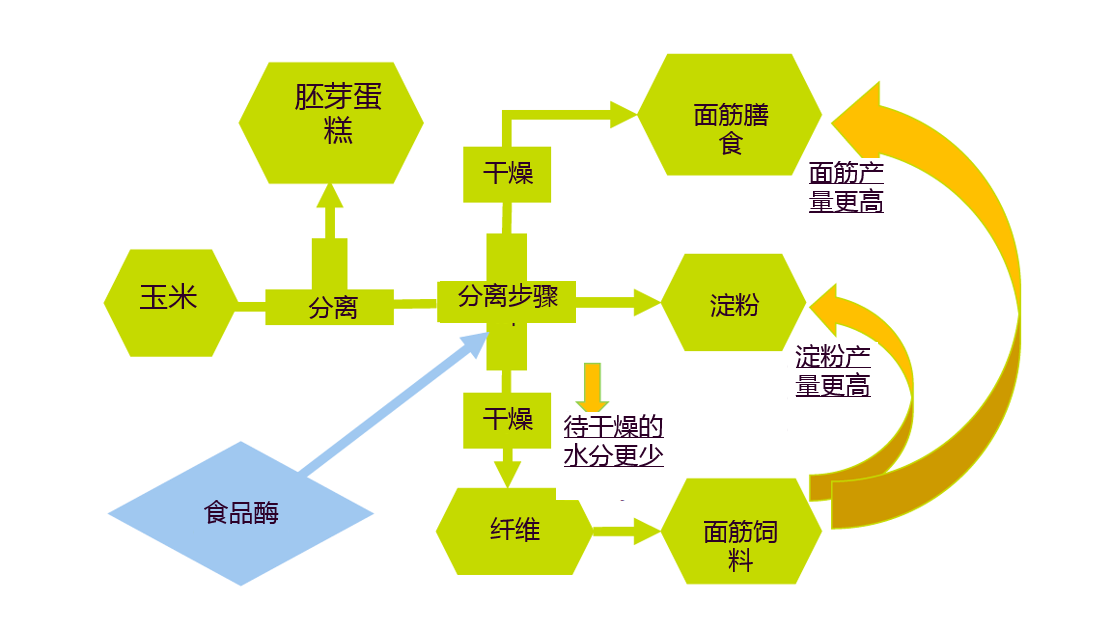 胚芽蛋
糕
面筋膳
食
干燥
面筋产
量更高
玉米
分离
分离步骤
淀粉
淀粉产
量更高
干燥
待干燥的
水分更少
食品酶
纤维
面筋饲
料